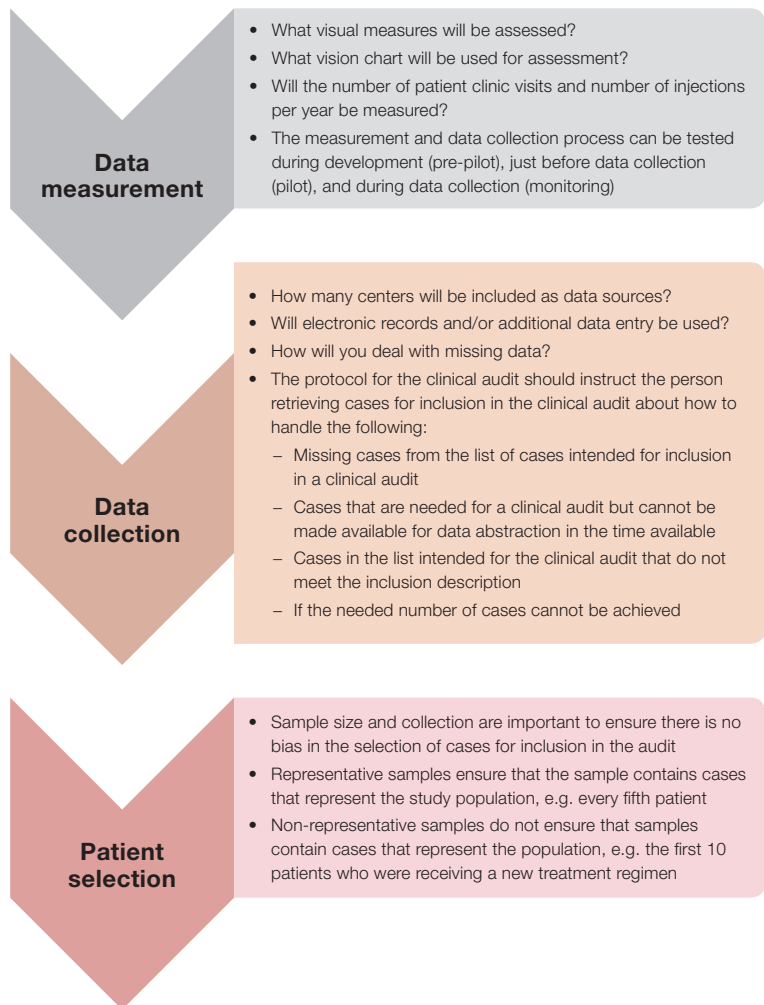 Data
measurement
• What visual measures will be assessed?
• What vision chart will be used for assessment?
• Will the number of patient clinic visits and number of injections
per year be measured?
• The measurement and data collection process can be tested
during development (pre-pilot), just before data collection
(pilot), and during data collection (monitoring)
Data
collection
• How many centers will be included as data sources?
• Will electronic records and/or additional data entry be used?
• How will you deal with missing data?
• The protocol for the clinical audit should instruct the person
retrieving cases for inclusion in the clinical audit about how to
handle the following:
– Missing cases from the list of cases intended for inclusion
in a clinical audit
– Cases that are needed for a clinical audit but cannot be
made available for data abstraction in the time available
– Cases in the list intended for the clinical audit that do not
meet the inclusion description
– If the needed number of cases cannot be achieved
Patient
selection
• Sample size and collection are important to ensure there is no
bias in the selection of cases for inclusion in the audit
• Representative samples ensure that the sample contains cases
that represent the study population, e.g. every fifth patient
• Non-representative samples do not ensure that samples
contain cases that represent the population, e.g. the first 10
patients who were receiving a new treatment regimen